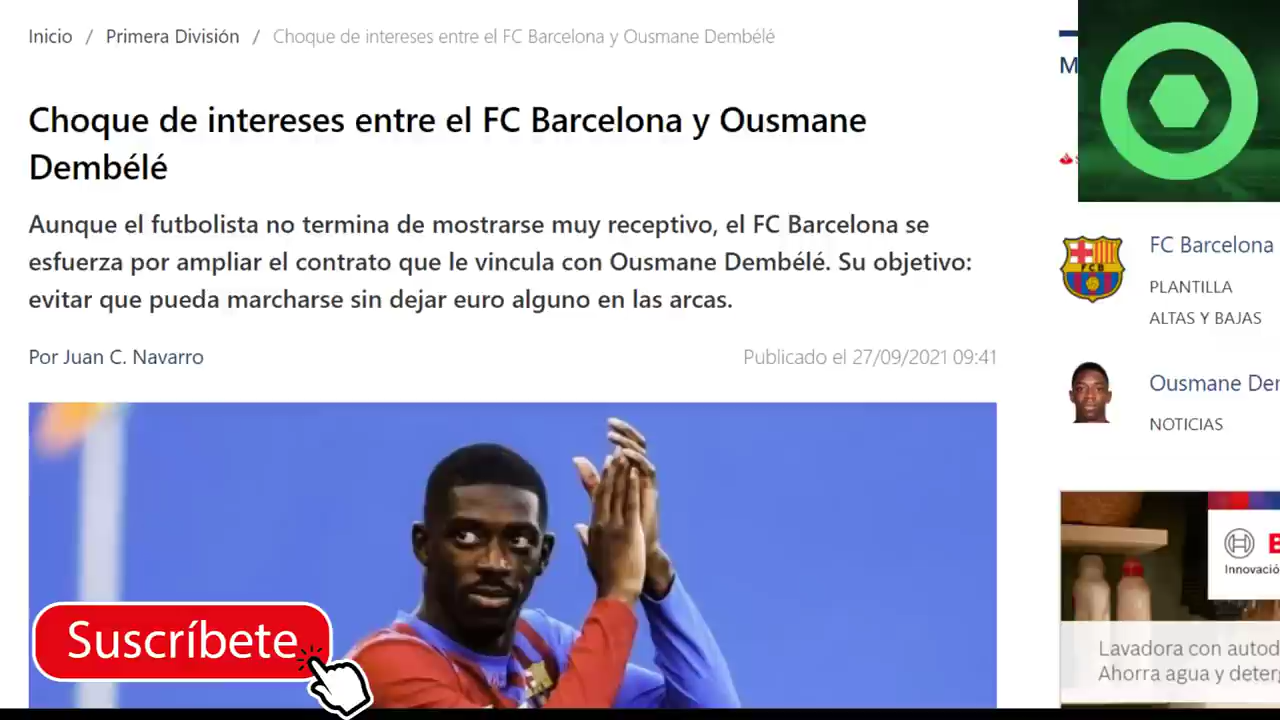 Inicio / Primera División / Choque de intereses entre el FC Barcelona y Ousmane Dembélé
Choque de intereses entre el FC Barcelona y Ousmane
Dembélé
Aunque el futbolista no termina de mostrarse muy receptivo, el FC Barcelona se
esfuerza por ampliar el contrato que le vincula con Ousmane Dembélé. Su objetivo:
evitar que pueda marcharse sin dejar euro alguno en las arcas.
Por Juan C. Navarro
Publicado el 27/09/2021 09:41
Suscríbete
M
FC Barcelona
PLANTILLA
ALTAS Y BAJAS
FCB
Ousmane
NOTICIAS
B
Lavadora con
Ahorra agua y